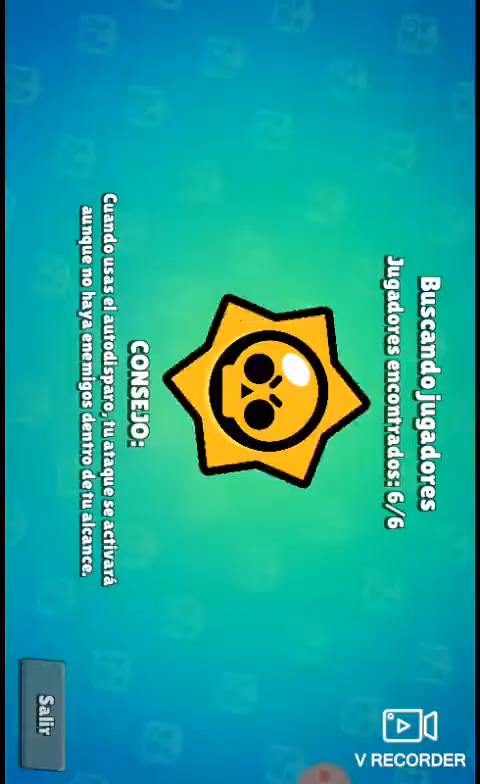 Buscando jugadores
Jugadores encontrados: 6/6
CONSEJO:
Cuando usas el autodisparo, tu ataque se activará
aunque no haya enemigos dentro de tu alcance.
Salir
V RECORDER